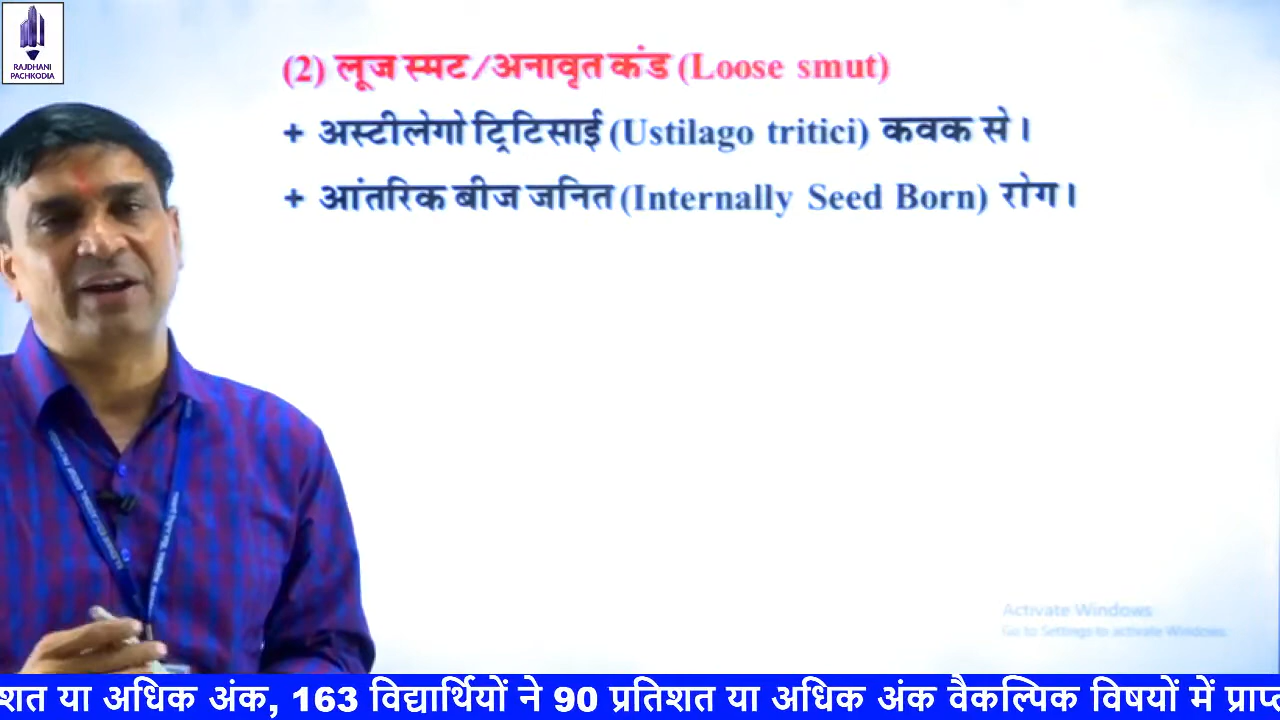 RAJDHANI
PACHKODIA
(2) लूज स्मट/अनावृत कंड (Loose smut)
+ अस्टीलेगो ट्रिटिसाई (Ustilago tritici) कवक से।
+ आंतरिक बीज जनित (Internally Seed Born) रोग।
Activate Windows
Go to Settings to activate Windows.
शत या अधिक अंक, 163 विद्यार्थियों ने 90 प्रतिशत या अधिक अंक वैकल्पिक विषयों में प्राप्त